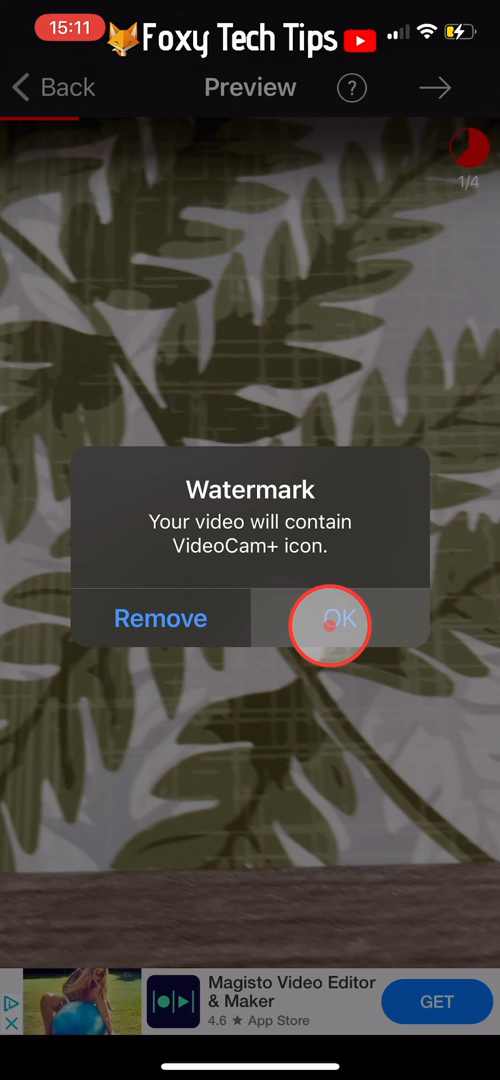 15:11
Foxy Tech Tips
Back
Preview
?
1/4
Watermark
Your video will contain
VideoCam+ icon.
Remove
OK
Magisto Video Editor
& Maker
4.6 ★ App Store
GET